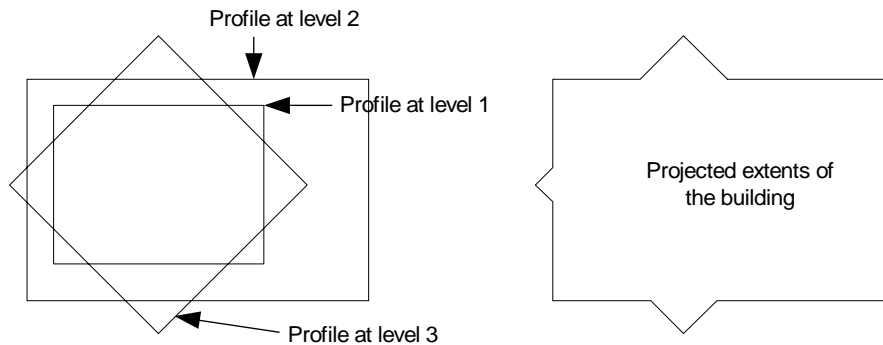 Profile at level 2
Profile at level 1
Projected extents of
the building
Profile at level 3